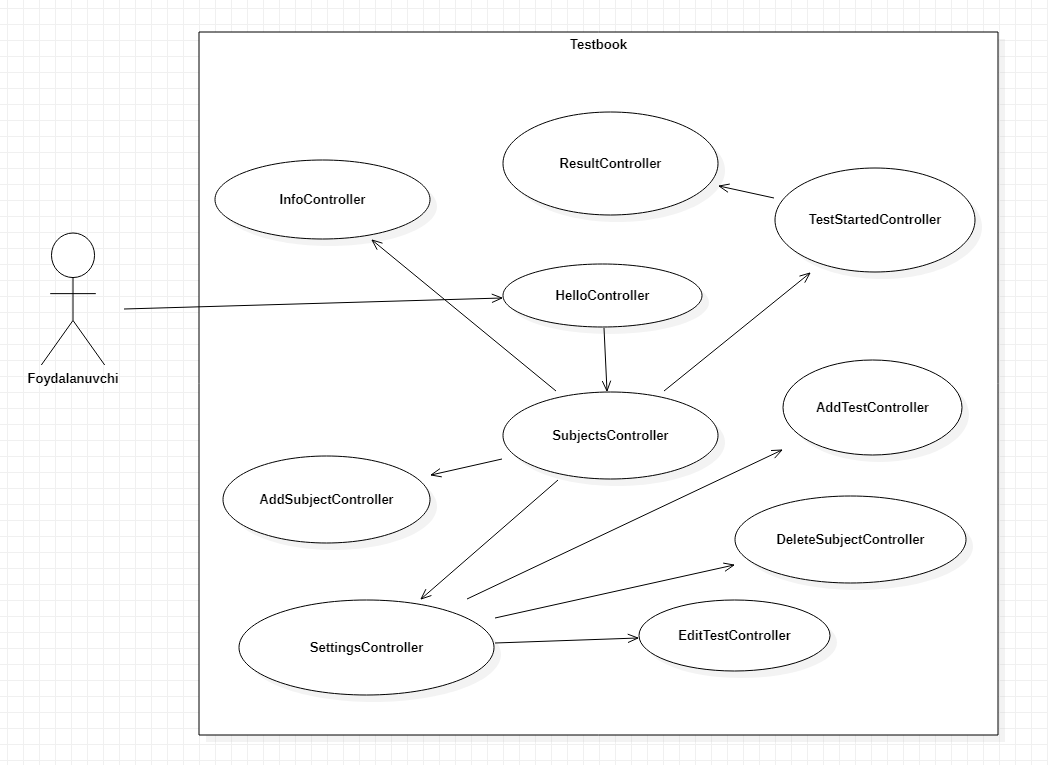 Testbook
ResultController
InfoController
TestStartedController
HelloController
Foydalanuvchi
AddTestController
SubjectsController
AddSubjectController
DeleteSubjectController
EditTestController
SettingsController